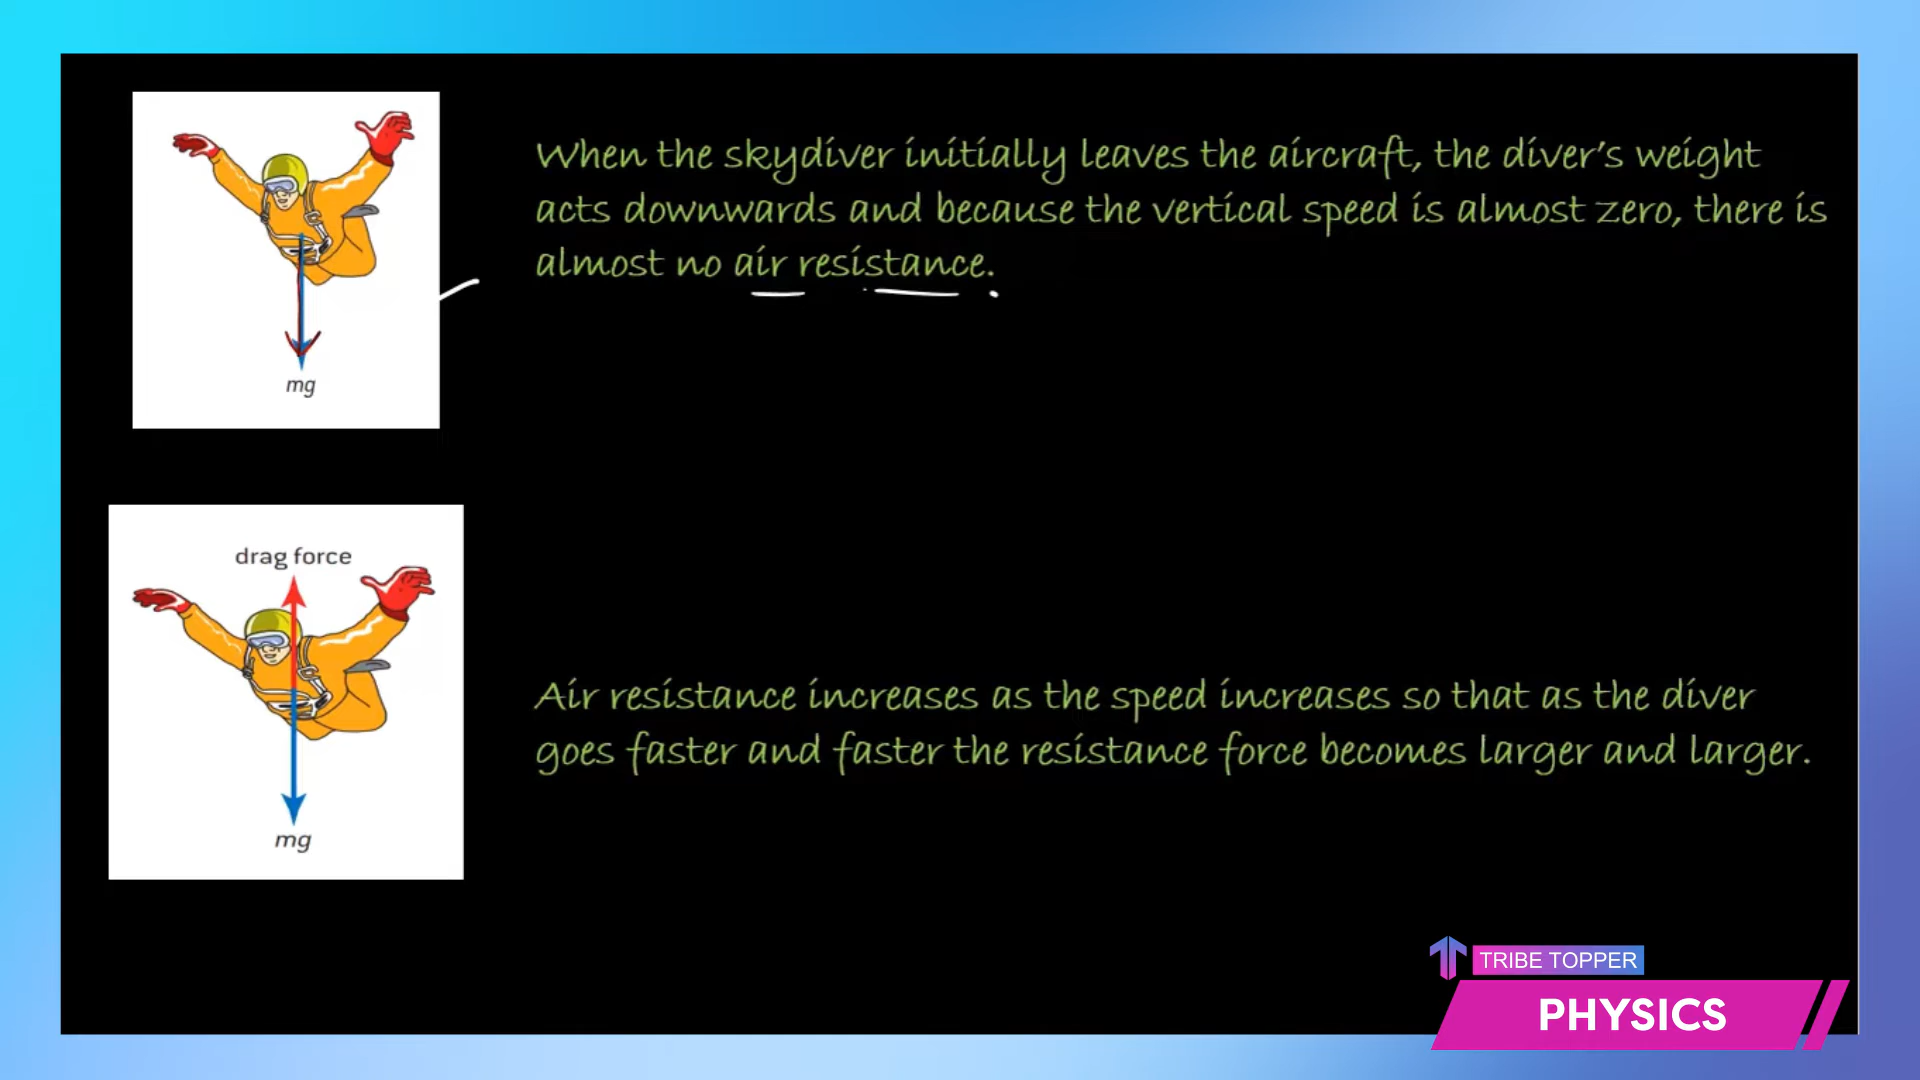 When the skydiver initially leaves the aircraft, the diver's weight
acts downwards and because the vertical speed is almost zero, there is
almost no air resistance.
mg
drag force
Air resistance increases as the speed increases so that as the diver
goes faster and faster the resistance force becomes larger and larger.
mg
TRIBE TOPPER
PHYSICS